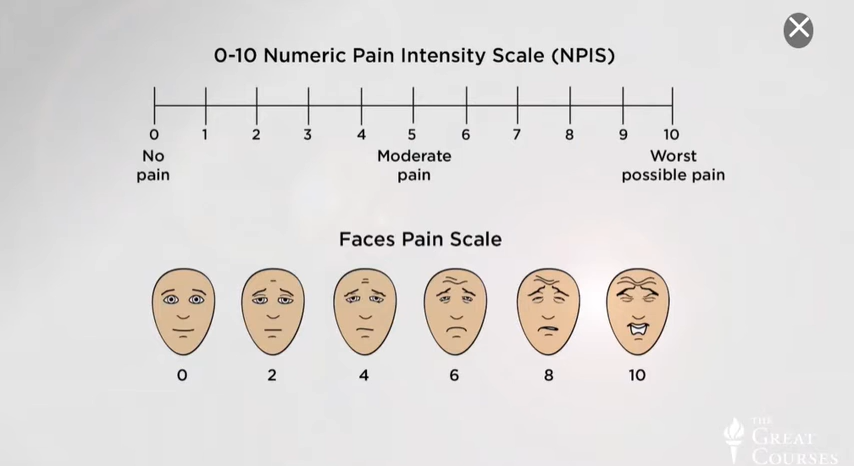 0-10 Numeric Pain Intensity Scale (NPIS)
0 1 2 3 4 5 6 7 8 9 10
No pain Moderate pain Worst possible pain
Faces Pain Scale
0 2 4 6 8 10
THE
GREAT
COURSES